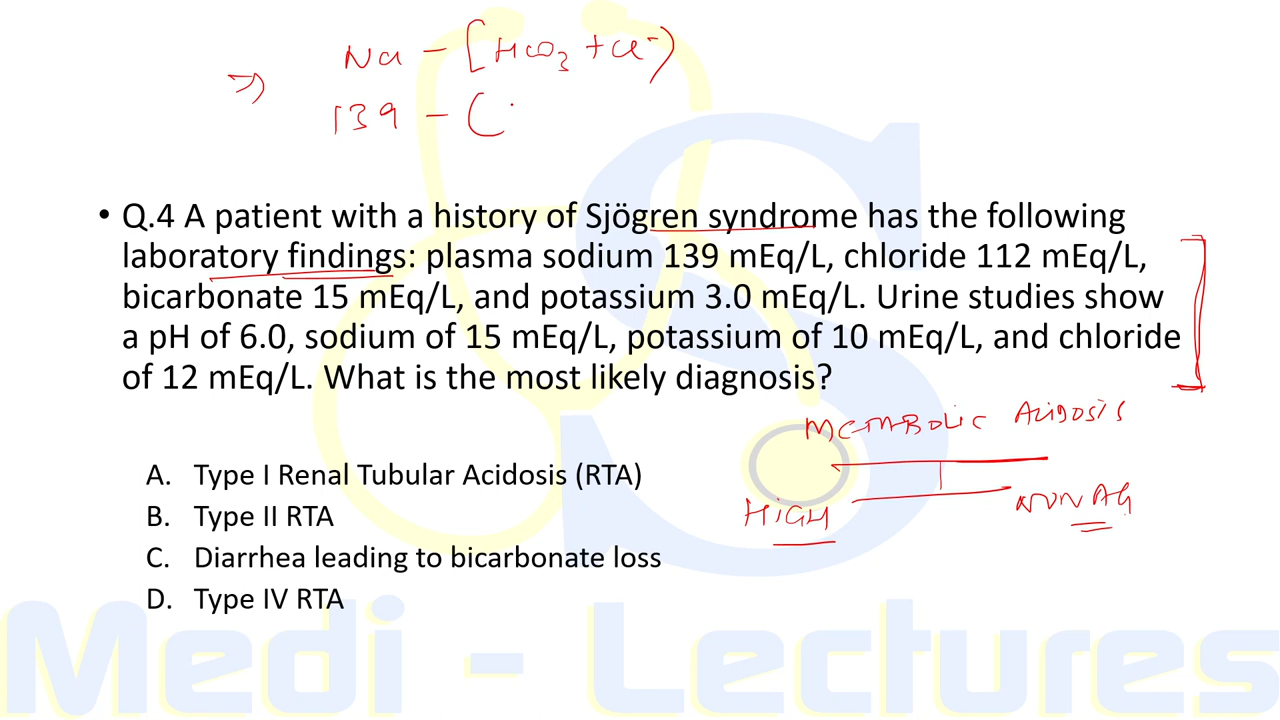 Na - [HCO3 + Cl-)
⇒
139 - (
• Q.4 A patient with a history of Sjögren syndrome has the following
laboratory findings: plasma sodium 139 mEq/L, chloride 112 mEq/L,
bicarbonate 15 mEq/L, and potassium 3.0 mEq/L. Urine studies show
a pH of 6.0, sodium of 15 mEq/L, potassium of 10 mEq/L, and chloride
of 12 mEq/L. What is the most likely diagnosis?
METABOLIC ACIDOSIS
A. Type I Renal Tubular Acidosis (RTA)
HIGH NON AG
B. Type II RTA
C. Diarrhea leading to bicarbonate loss
D. Type IV RTA
Medi - Lectures